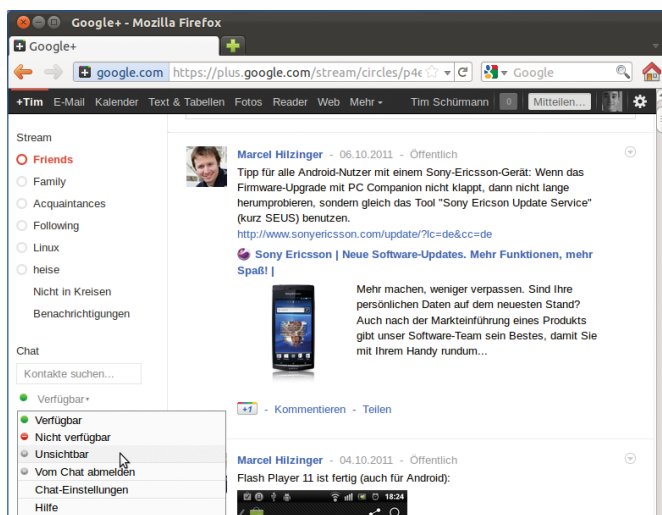 Google+ - Mozilla Firefox
Google+
google.com https://plus.google.com/stream/circles/p4 Google
+Tim E-Mail Kalender Text & Tabellen Fotos Reader Web Mehr Tim Schürmann 0 Mitteilen...
Stream
Friends
Family
Acquaintances
Following
Linux
heise
Nicht in Kreisen
Benachrichtigungen
Chat
Kontakte suchen...
Verfügbar
Verfügbar
Nicht verfügbar
Unsichtbar
Vom Chat abmelden
Chat-Einstellungen
Hilfe
Marcel Hilzinger - 06.10.2011 - Öffentlich
Tipp für alle Android-Nutzer mit einem Sony-Ericsson-Gerät: Wenn das
Firmware-Upgrade mit PC Companion nicht klappt, dann nicht lange
herumprobieren, sondern gleich das Tool "Sony Ericson Update Service"
(kurz SEUS) benutzen.
http://www.sonyericsson.com/update/?lc=de&cc=de
Sony Ericsson | Neue Software-Updates. Mehr Funktionen, mehr
Spaß! |
Mehr machen, weniger verpassen. Sind Ihre
persönlichen Daten auf dem neuesten Stand?
Auch nach der Markteinführung eines Produkts
gibt unser Software-Team sein Bestes, damit Sie
mit Ihrem Handy rundum...
+1 - Kommentieren - Teilen
Marcel Hilzinger - 04.10.2011 - Öffentlich
Flash Player 11 ist fertig (auch für Android):
18:24